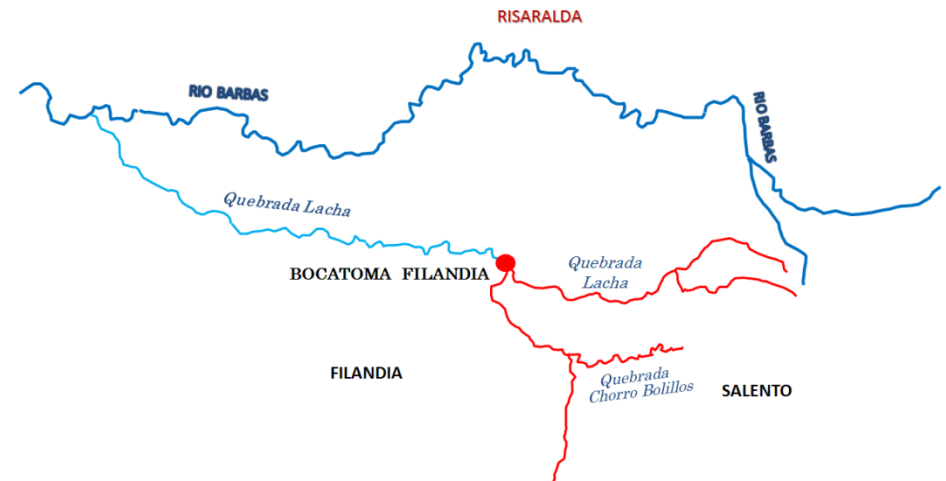 RISARALDA
RIO BARBAS
RIO BARBAS
Quebrada Lacha
BOCATOMA FILANDIA
Quebrada
Lacha
FILANDIA
Quebrada
Chorro Bolillos
SALENTO